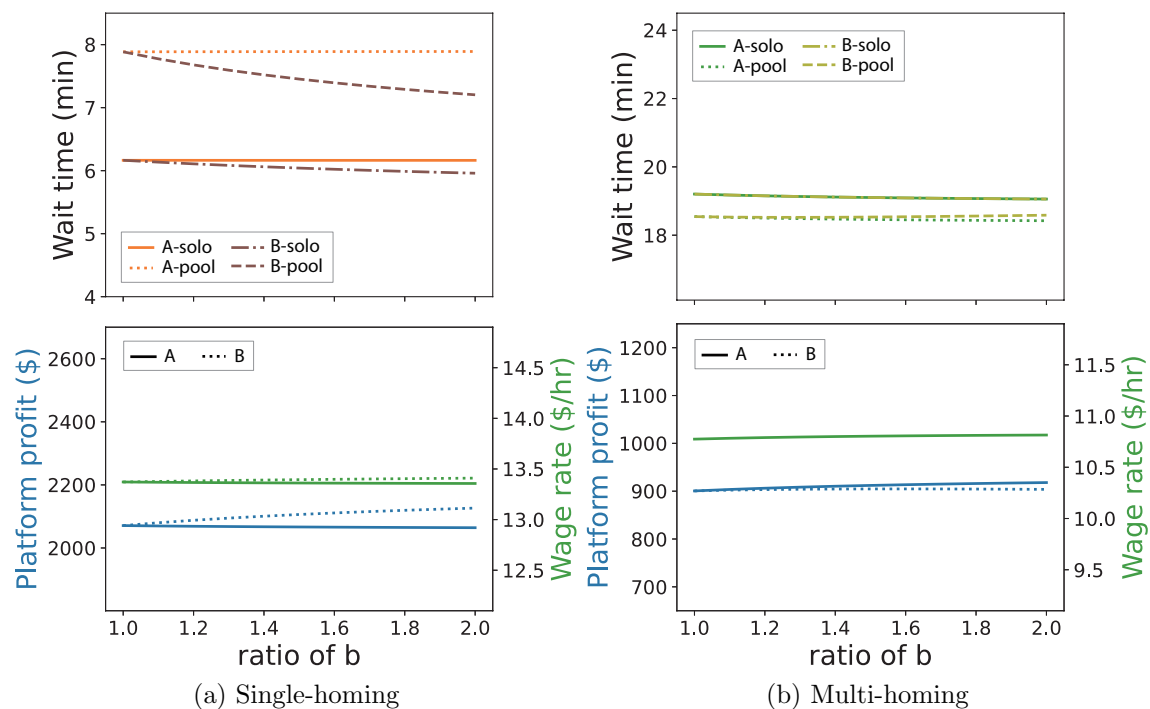 8
7
6
5
4
Wait time (min)
A-solo
A-pool
B-solo
B-pool
24
22
20
18
Wait time (min)
A-solo
A-pool
B-solo
B-pool
2600
2400
2200
2000
Platform profit ($)
A
B
14.5
14.0
13.5
13.0
12.5
Wage rate ($/hr)
1.0 1.2 1.4 1.6 1.8 2.0
ratio of b
(a) Single-homing
1200
1100
1000
900
800
700
Platform profit ($)
A
B
11.5
11.0
10.5
10.0
9.5
Wage rate ($/hr)
1.0 1.2 1.4 1.6 1.8 2.0
ratio of b
(b) Multi-homing